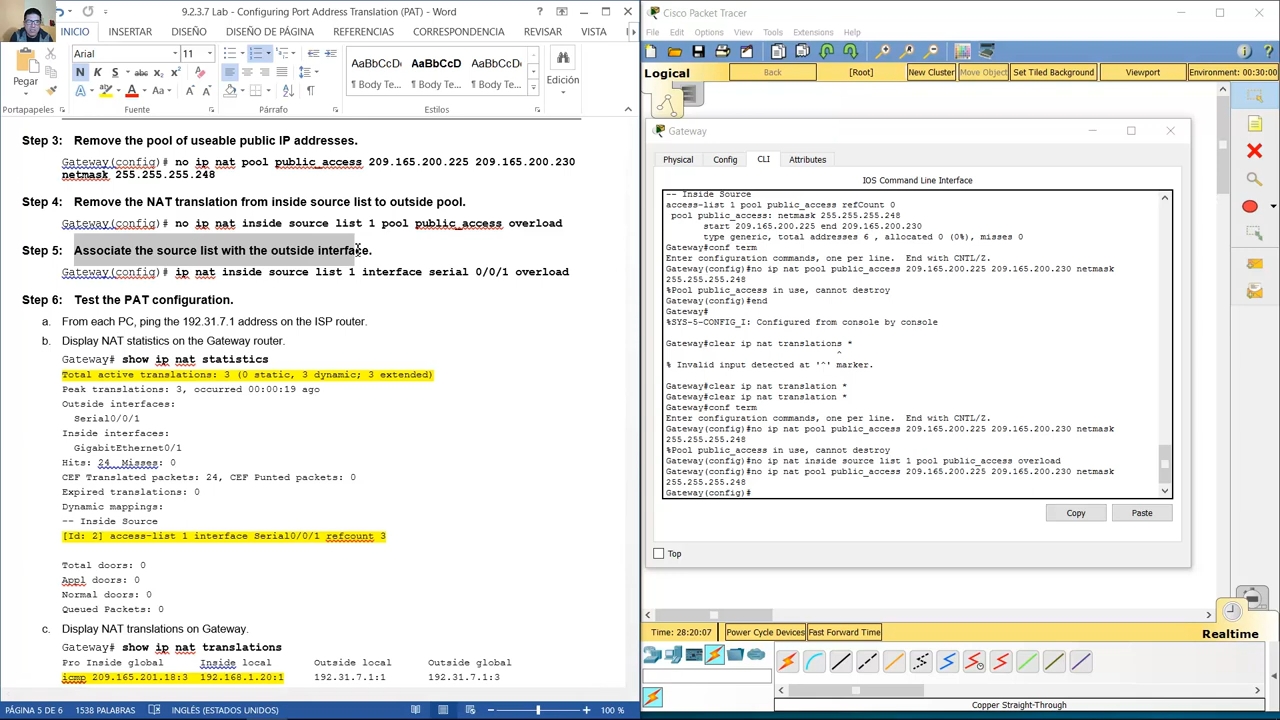 9.2.3.7 Lab - Configuring Port Address Translation (PAT) - Word
INICIO
INSERTAR
DISEÑO
DISEÑO DE PÁGINA
REFERENCIAS
CORRESPONDENCIA
REVISAR
VISTA
Pegar
Arial
11
N K S abc x₂ x²
AaBbCcDc AaBbCcD AaBbCcDc
¶ Body Te... ¶ Body Te... ¶ Body Te...
Edición
Portapapeles
Fuente
Párrafo
Estilos
Step 3: Remove the pool of useable public IP addresses.
Gateway(config)# no ip nat pool public_access 209.165.200.225 209.165.200.230
netmask 255.255.255.248
Step 4: Remove the NAT translation from inside source list to outside pool.
Gateway(config)# no ip nat inside source list 1 pool public_access overload
Step 5: Associate the source list with the outside interface.
Gateway(config)# ip nat inside source list 1 interface serial 0/0/1 overload
Step 6: Test the PAT configuration.
a. From each PC, ping the 192.31.7.1 address on the ISP router.
b. Display NAT statistics on the Gateway router.
Gateway# show ip nat statistics
Total active translations: 3 (0 static, 3 dynamic; 3 extended)
Peak translations: 3, occurred 00:00:19 ago
Outside interfaces:
Serial0/0/1
Inside interfaces:
GigabitEthernet0/1
Hits: 24 Misses: 0
CEF Translated packets: 24, CEF Punted packets: 0
Expired translations: 0
Dynamic mappings:
-- Inside Source
[Id: 2] access-list 1 interface Serial0/0/1 refcount 3
Total doors: 0
Appl doors: 0
Normal doors: 0
Queued Packets: 0
c. Display NAT translations on Gateway.
Gateway# show ip nat translations
Pro Inside global Inside local Outside local Outside global
icmp 209.165.201.18:3 192.168.1.20:1 192.31.7.1:1 192.31.7.1:3
PÁGINA 5 DE 6
1538 PALABRAS
INGLÉS (ESTADOS UNIDOS)
100 %
Cisco Packet Tracer
File Edit Options View Tools Extensions Help
Logical
Back
[Root]
New Cluster
Move Object
Set Tiled Background
Viewport
Environment: 00:30:00
Gateway
Physical Config CLI Attributes
IOS Command Line Interface
-- Inside Source
access-list 1 pool public_access refCount 0
pool public_access: netmask 255.255.255.248
start 209.165.200.225 end 209.165.200.230
type generic, total addresses 6 , allocated 0 (0%), misses 0
Gateway#conf term
Enter configuration commands, one per line. End with CNTL/Z.
Gateway(config)#no ip nat pool public_access 209.165.200.225 209.165.200.230 netmask
255.255.255.248
%Pool public_access in use, cannot destroy
Gateway(config)#end
Gateway#
%SYS-5-CONFIG_I: Configured from console by console
Gateway#clear ip nat translations *
^
% Invalid input detected at '^' marker.
Gateway#clear ip nat translation *
Gateway#clear ip nat translation *
Gateway#conf term
Enter configuration commands, one per line. End with CNTL/Z.
Gateway(config)#no ip nat pool public_access 209.165.200.225 209.165.200.230 netmask
255.255.255.248
%Pool public_access in use, cannot destroy
Gateway(config)#no ip nat inside source list 1 pool public_access overload
Gateway(config)#no ip nat pool public_access 209.165.200.225 209.165.200.230 netmask
255.255.255.248
Gateway(config)#
Copy
Paste
Top
Time: 28:20:07
Power Cycle Devices
Fast Forward Time
Realtime
Copper Straight-Through